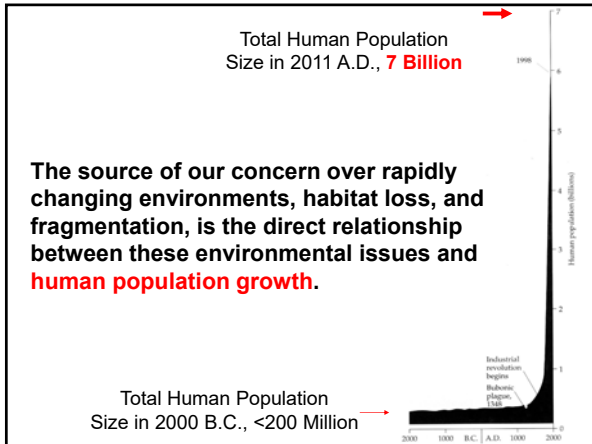 7
Total Human Population
Size in 2011 A.D., 7 Billion
1998
6
5
The source of our concern over rapidly
changing environments, habitat loss, and
fragmentation, is the direct relationship
between these environmental issues and
human population growth.
4
Human population (billions)
3
2
Industrial
revolution
begins
1
Bubonic
plague,
1348
Total Human Population
Size in 2000 B.C., <200 Million
0
2000 1000 B.C. A.D. 1000 2000